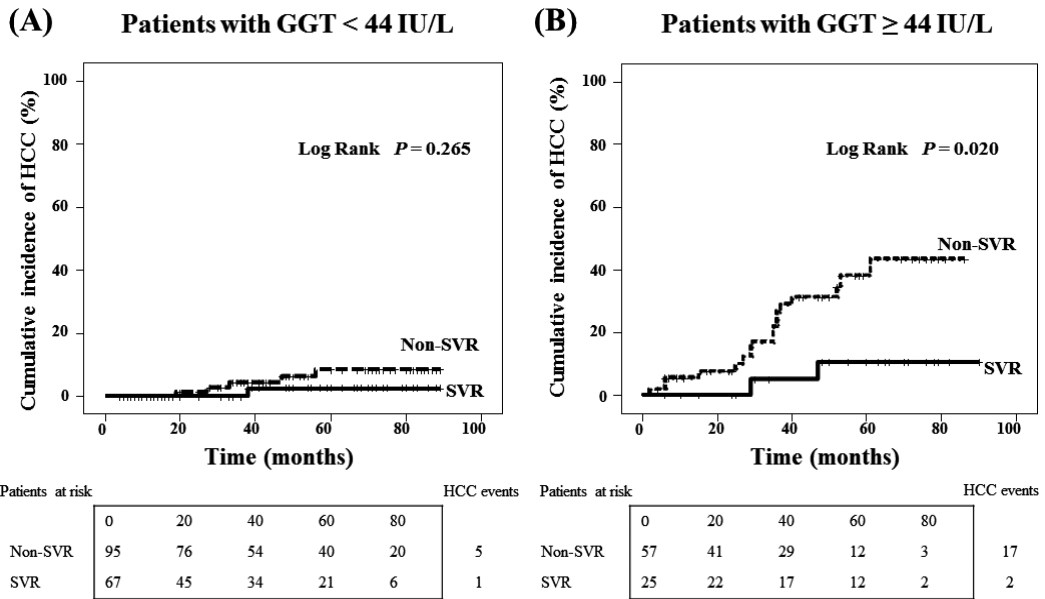 (A) Patients with GGT < 44 IU/L
Cumulative incidence of HCC (%)
100
80
60
40
20
0
Log Rank P = 0.265
Non-SVR
SVR
0 20 40 60 80 100
Time (months)
Patients at risk HCC events
0 20 40 60 80
Non-SVR 95 76 54 40 20 5
SVR 67 45 34 21 6 1
(B) Patients with GGT ≥ 44 IU/L
Cumulative incidence of HCC (%)
100
80
60
40
20
0
Log Rank P = 0.020
Non-SVR
SVR
0 20 40 60 80 100
Time (months)
Patients at risk HCC events
0 20 40 60 80
Non-SVR 57 41 29 12 3 17
SVR 25 22 17 12 2 2